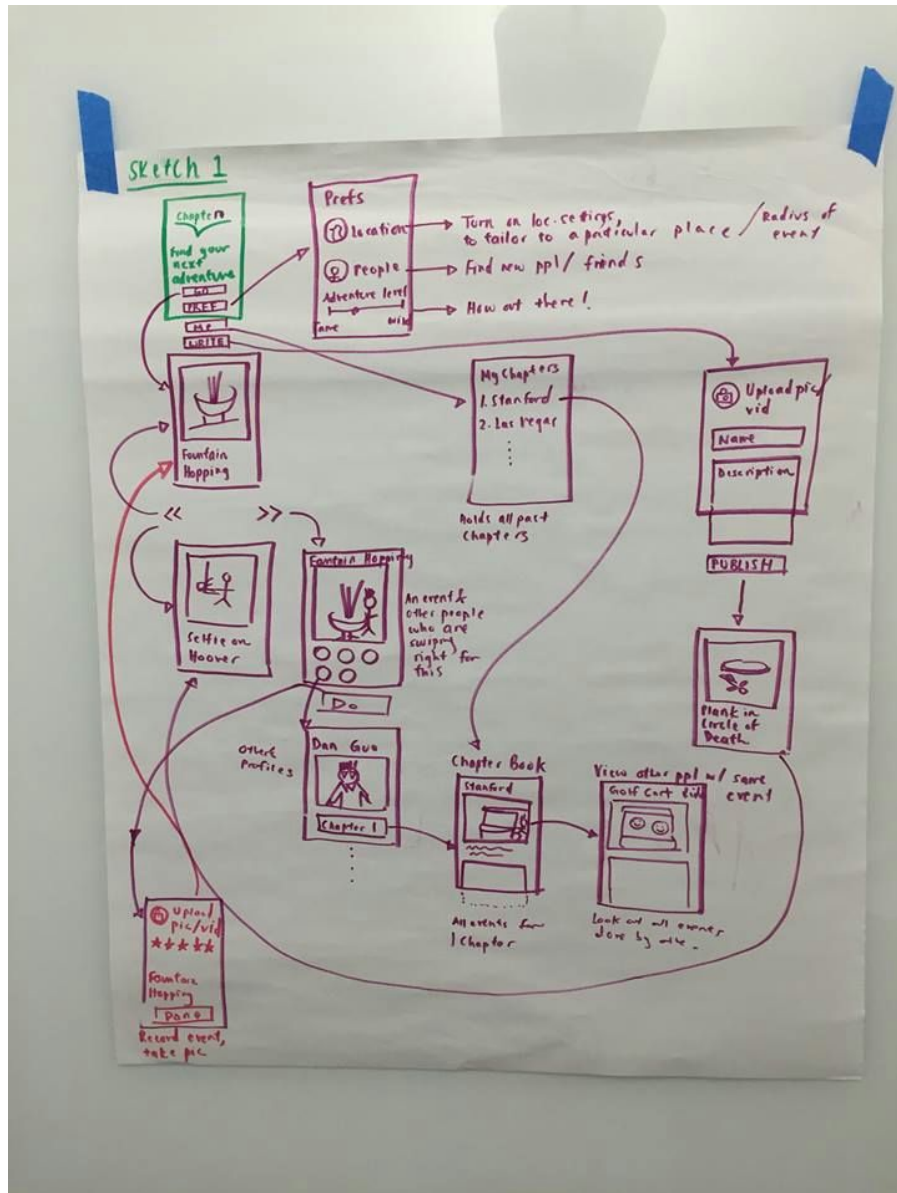 Sketch 1
Chapter
Find your
next
adventure
GO
PREF
ME
WRITE
Prefs
Location
People
Adventure level
Tame Wild
Turn on loc. settings,
to tailor to a particular place / Radius of
event
Find new ppl / friends
How out there!
Fountain
Hopping
<< >>
Selfie on
Hoover
Fountain Hopping
An event &
other people
who are
swiping
right for
this
Do
Others
Profiles
Dan Guo
Chapter 1
My Chapters
1. Stanford
2. Las Vegas
Holds all past
Chapters
Upload pic/
vid
Name
Description
PUBLISH
Plank in
Circle of
Death
Chapter Book
Stanford
All events for
1 Chapter
View other ppl w/ same
event
Golf Cart
Look at all events
done by
Upload
pic/vid
Fountain
Hopping
Done
Record event,
take pic